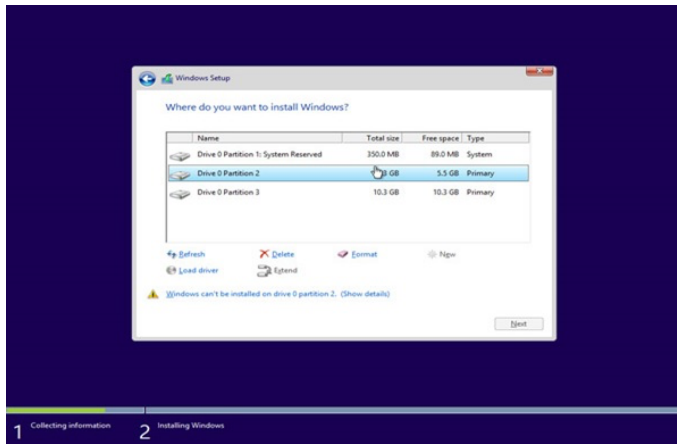 Windows Setup
Where do you want to install Windows?
Name Total size Free space Type
Drive 0 Partition 1: System Reserved 350.0 MB 89.0 MB System
Drive 0 Partition 2 GB 5.5 GB Primary
Drive 0 Partition 3 10.3 GB 10.3 GB Primary
Refresh Delete Format New
Load driver Extend
Windows can't be installed on drive 0 partition 2. (Show details)
Next
1 Collecting information 2 Installing Windows